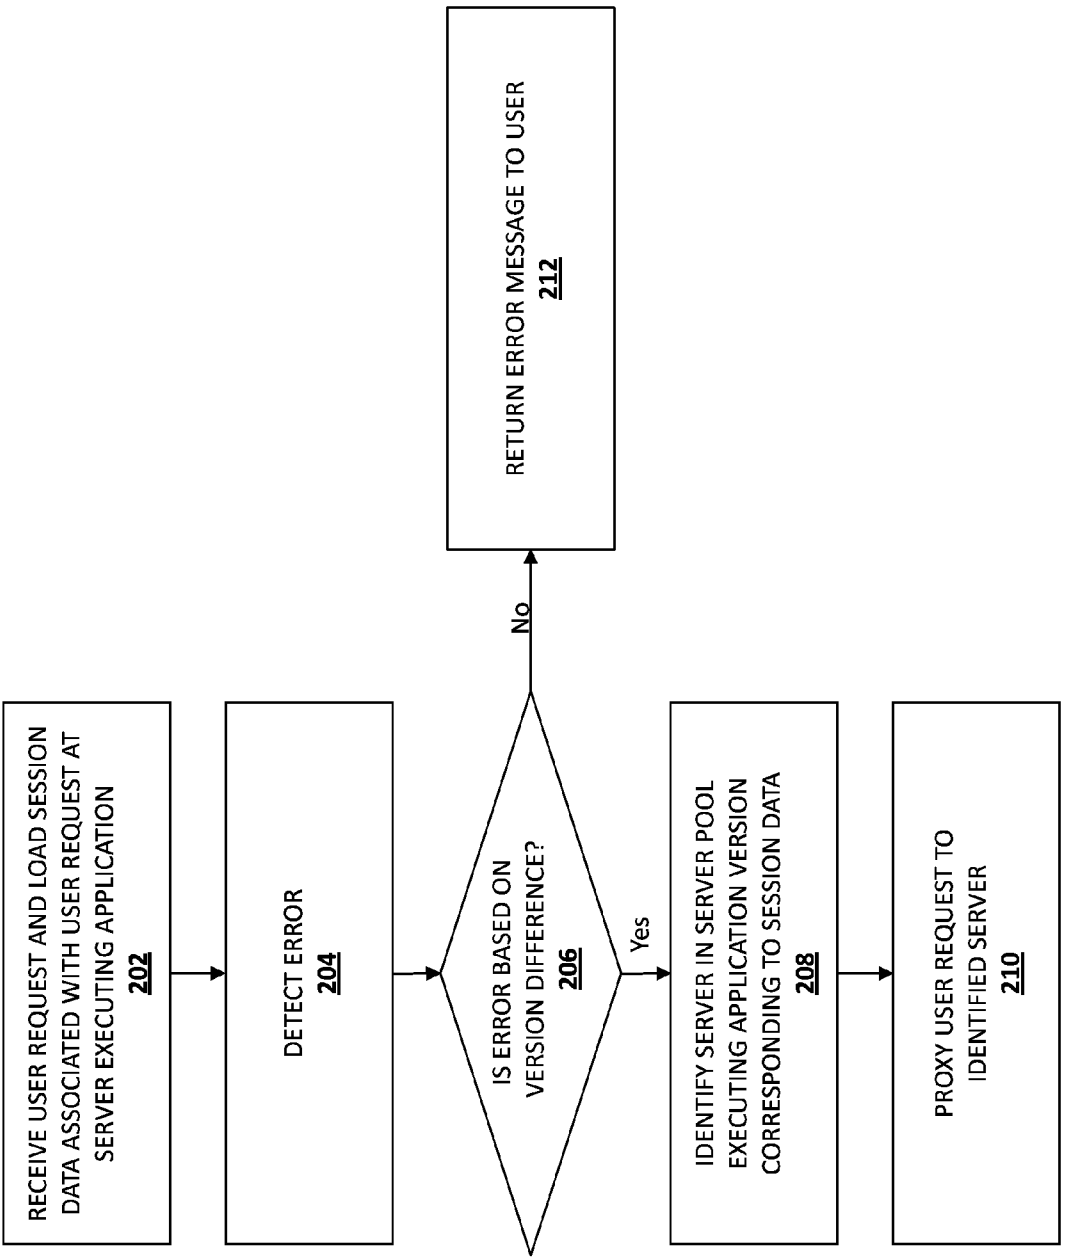 RECEIVE USER REQUEST AND LOAD SESSION
DATA ASSOCIATED WITH USER REQUEST AT
SERVER EXECUTING APPLICATION
202
DETECT ERROR
204
IS ERROR BASED ON
VERSION DIFFERENCE?
206
No
RETURN ERROR MESSAGE TO USER
212
Yes
IDENTIFY SERVER IN SERVER POOL
EXECUTING APPLICATION VERSION
CORRESPONDING TO SESSION DATA
208
PROXY USER REQUEST TO
IDENTIFIED SERVER
210